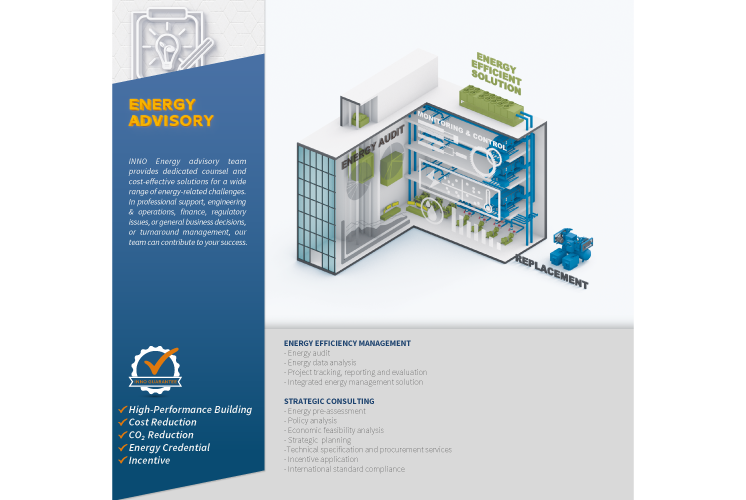 ENERGY
ADVISORY
INNO Energy advisory team
provides dedicated counsel and
cost-effective solutions for a wide
range of energy-related challenges.
In professional support, engineering
& operations, finance, regulatory
issues, or general business decisions,
or turnaround management, our
team can contribute to your success.
INNO GUARANTEE
High-Performance Building
Cost Reduction
CO₂ Reduction
Energy Credential
Incentive
ENERGY
EFFICIENT
SOLUTION
MONITORING & CONTROL
ENERGY AUDIT
REPLACEMENT
ENERGY EFFICIENCY MANAGEMENT
- Energy audit
- Energy data analysis
- Project tracking, reporting and evaluation
- Integrated energy management solution
STRATEGIC CONSULTING
- Energy pre-assessment
- Policy analysis
- Economic feasibility analysis
- Strategic planning
-Technical specification and procurement services
- Incentive application
- International standard compliance